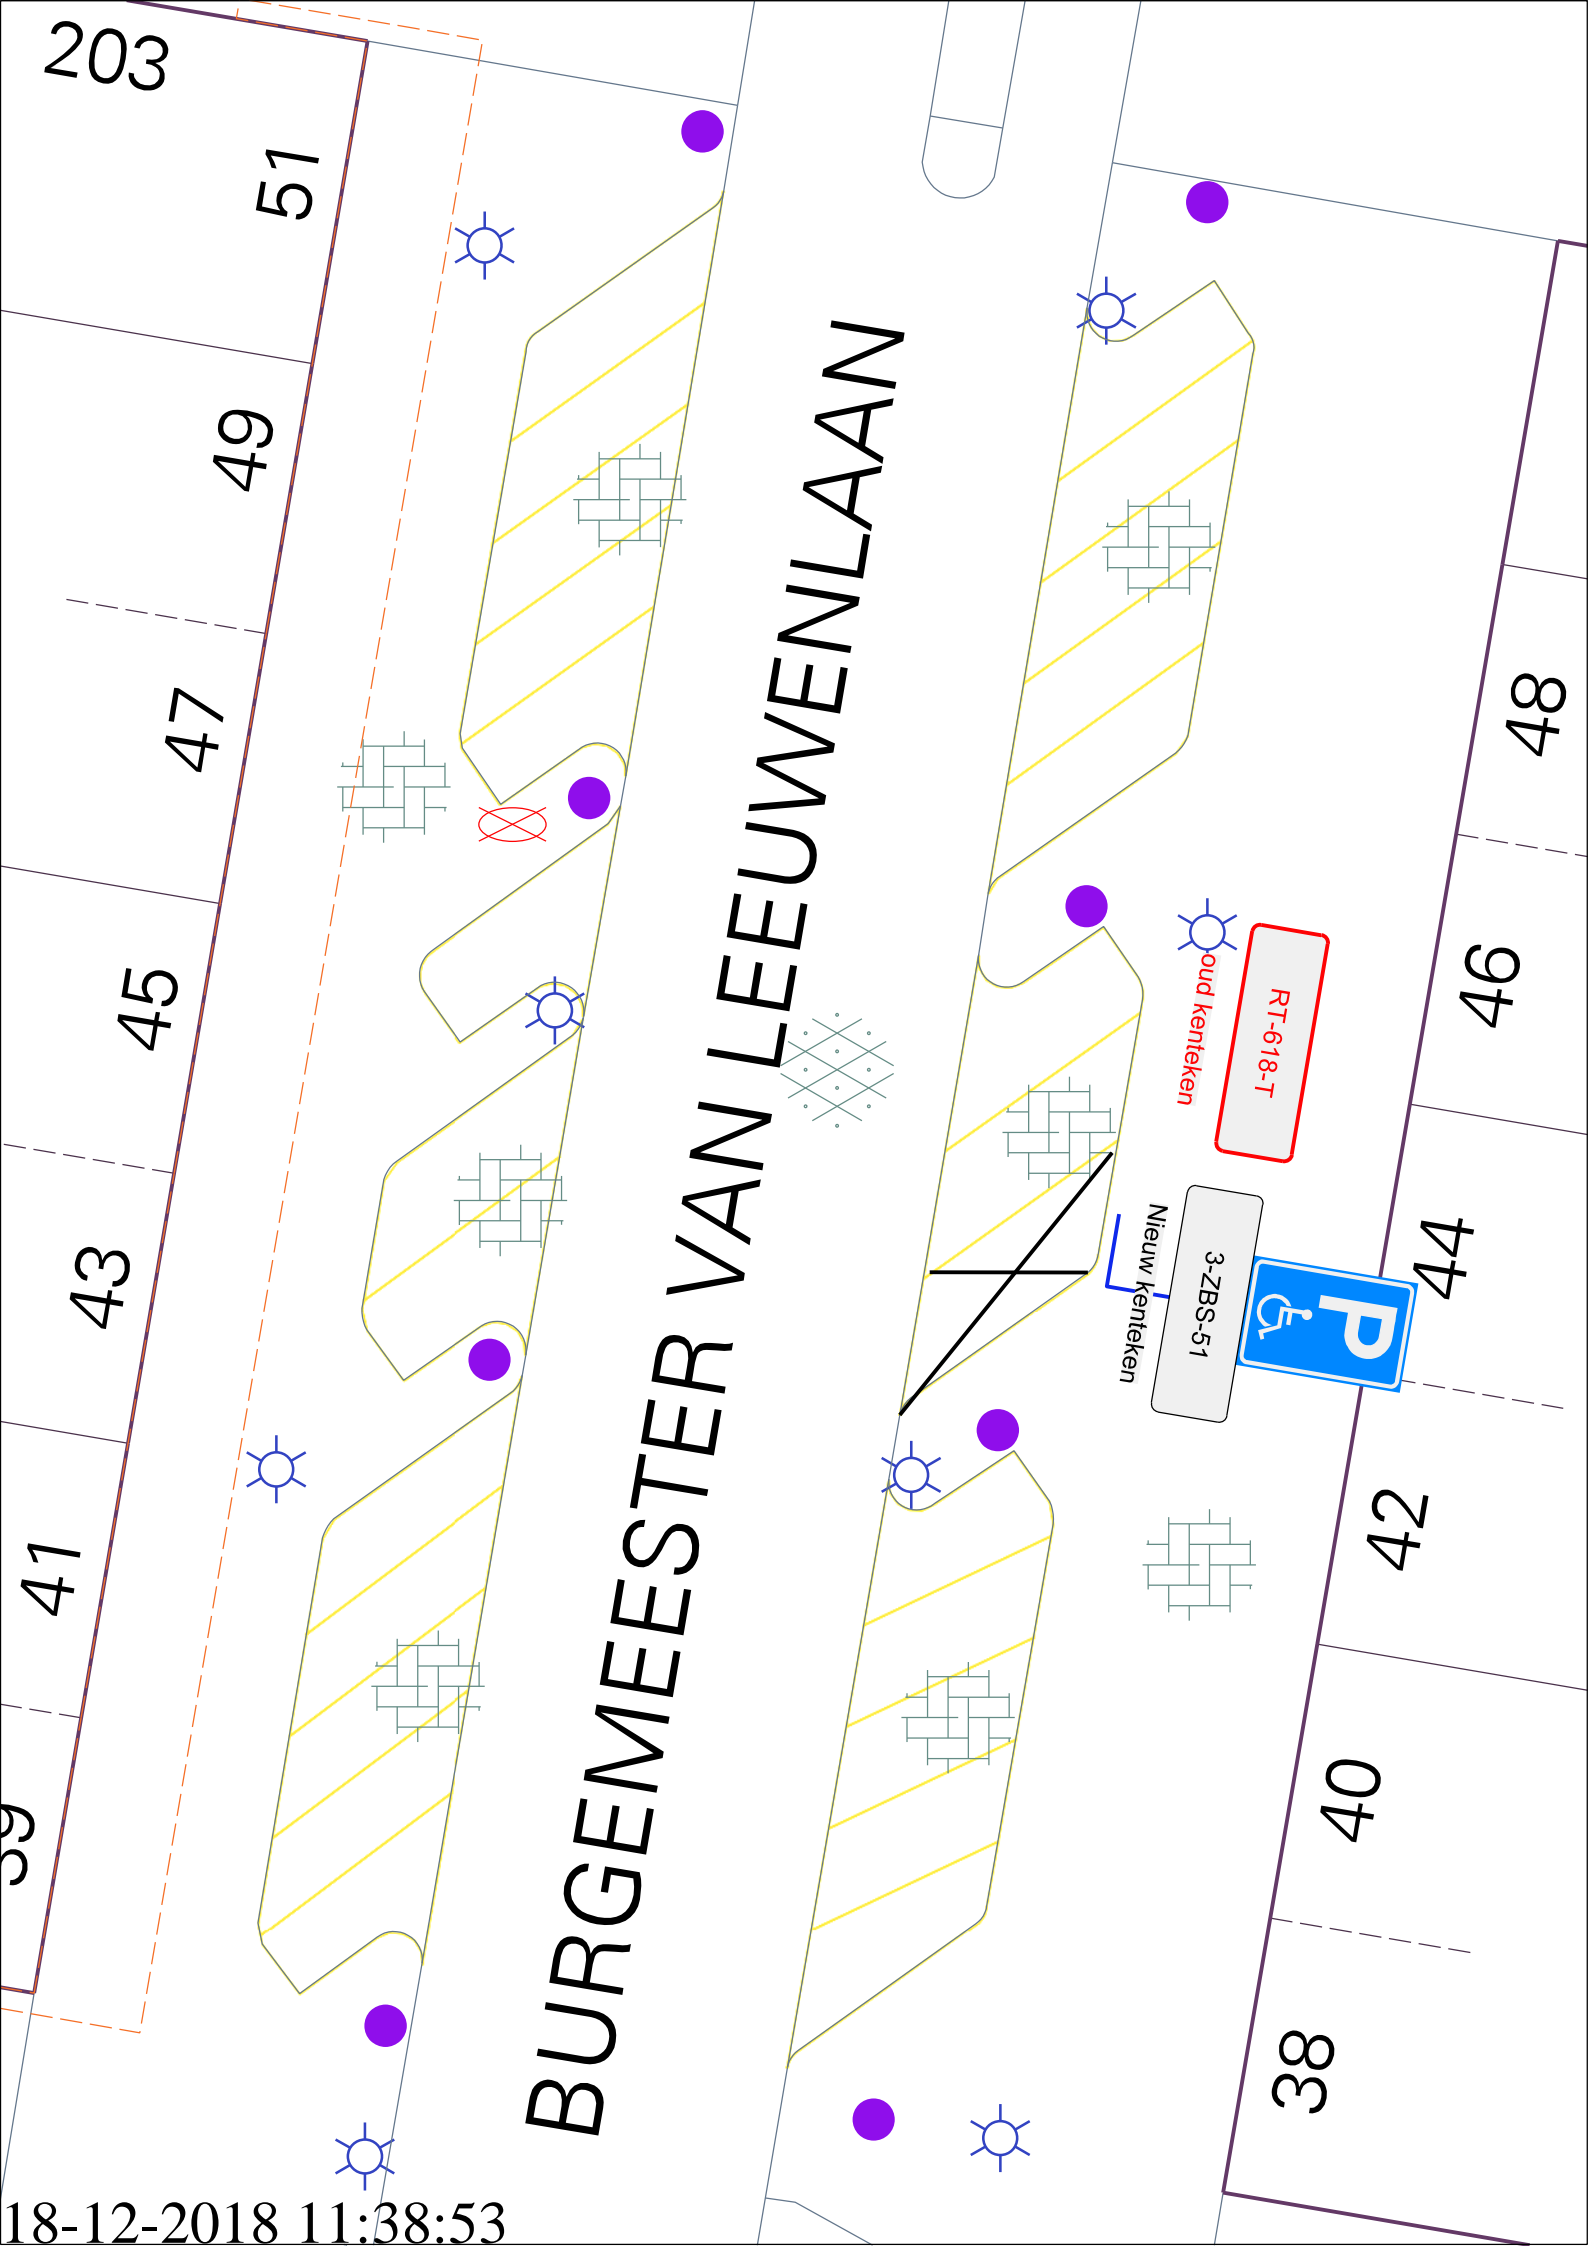 203
51
49
47
45
43
41
39
BURGEMEESTER VAN LEEUWENLAAN
48
46
44
42
40
38
oud kenteken
RT-618-T
Nieuw kenteken
3-ZBS-51
P
18-12-2018 11:38:53